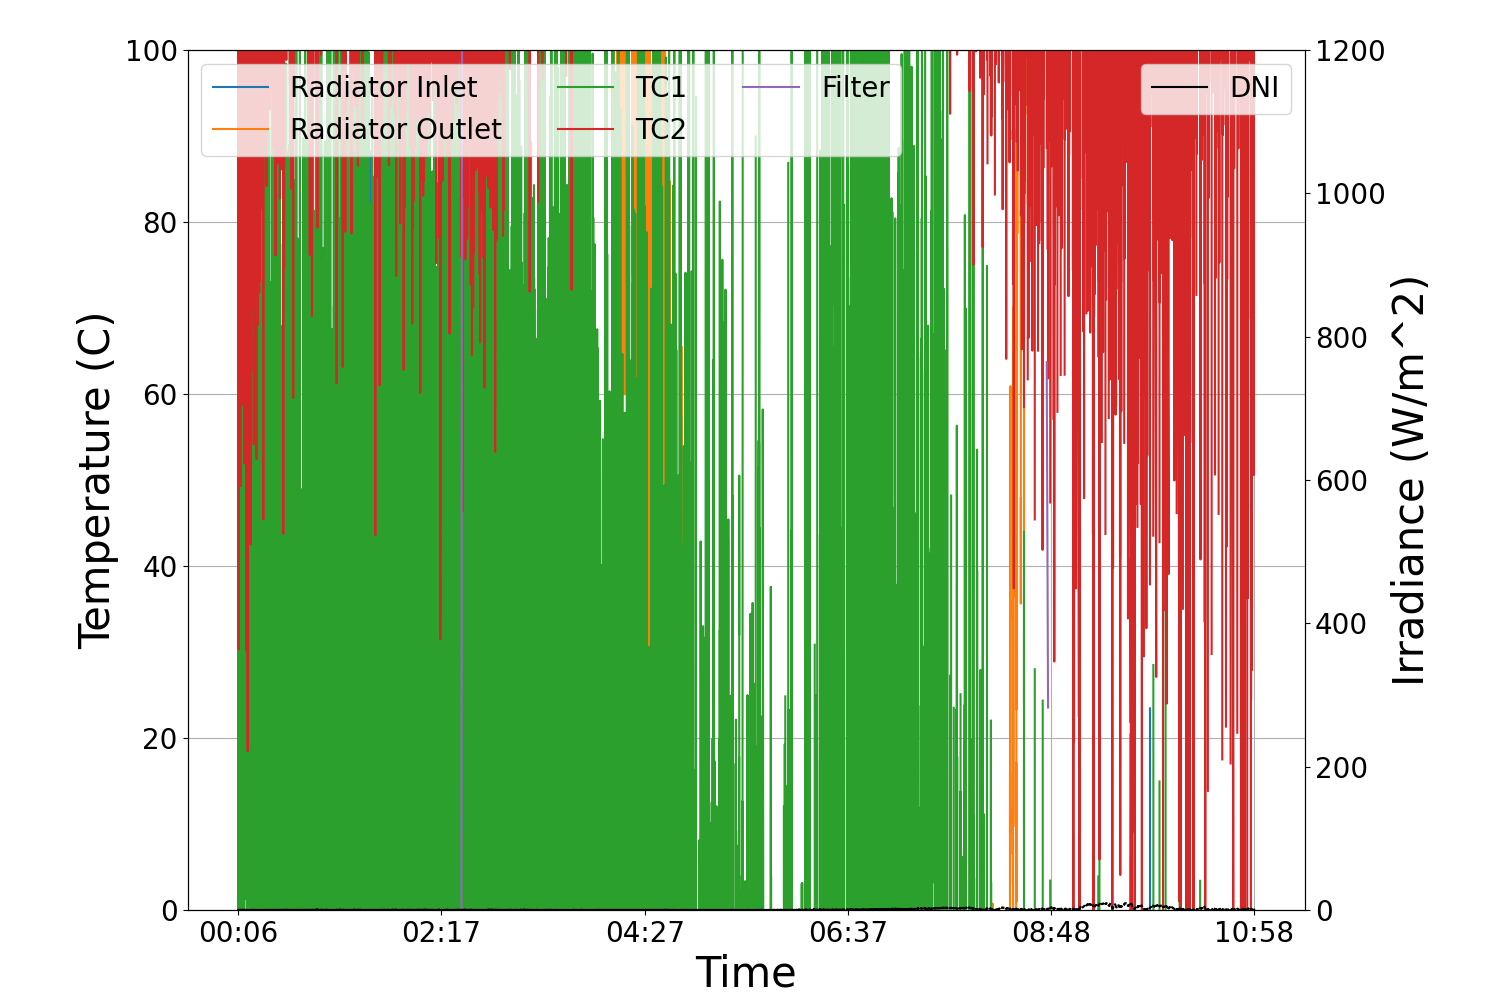 Radiator Inlet
Radiator Outlet
TC1
TC2
Filter
DNI
Temperature (C)
100
80
60
40
20
0
Irradiance (W/m^2)
1200
1000
800
600
400
200
0
00:06
02:17
04:27
06:37
08:48
10:58
Time